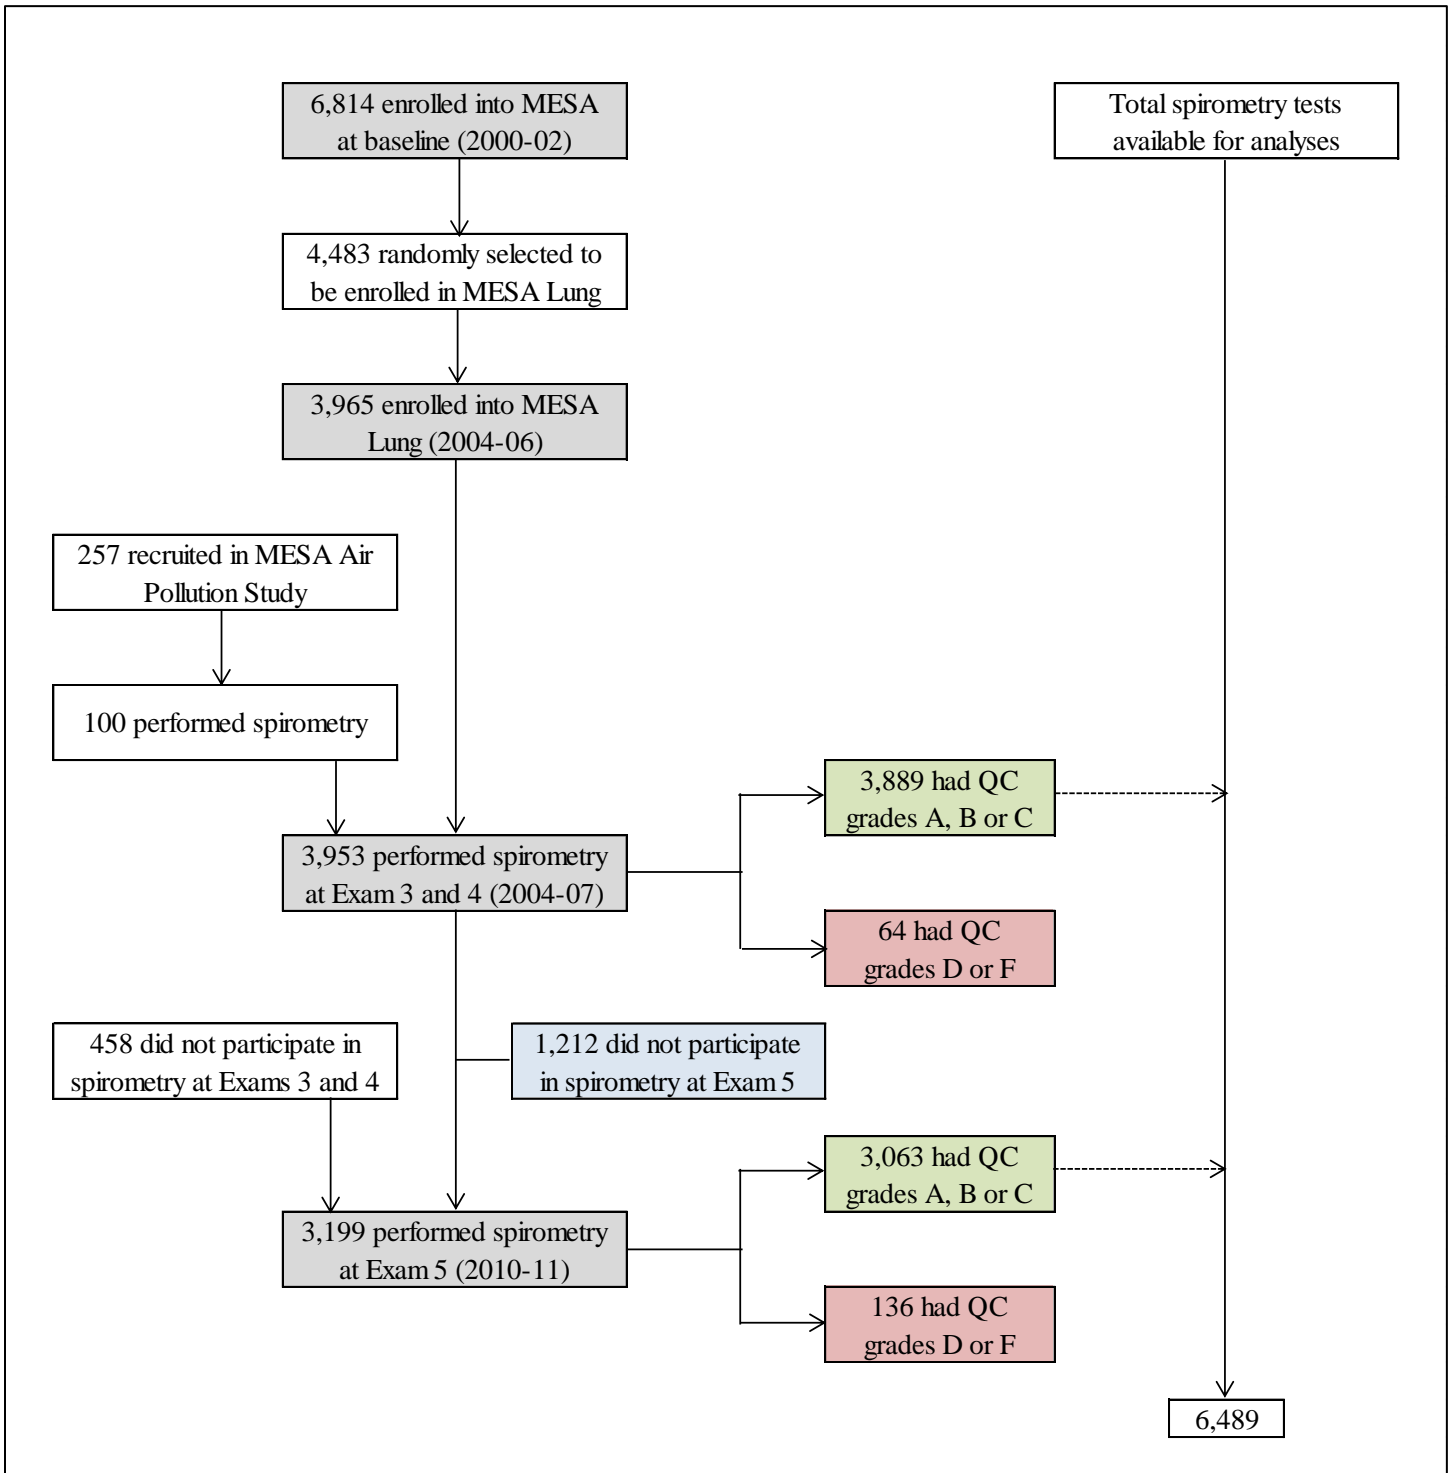 6,814 enrolled into MESA
at baseline (2000-02)
Total spirometry tests
available for analyses
4,483 randomly selected to
be enrolled in MESA Lung
3,965 enrolled into MESA
Lung (2004-06)
257 recruited in MESA Air
Pollution Study
100 performed spirometry
3,889 had QC
grades A, B or C
3,953 performed spirometry
at Exam 3 and 4 (2004-07)
64 had QC
grades D or F
458 did not participate in
spirometry at Exams 3 and 4
1,212 did not participate
in spirometry at Exam 5
3,063 had QC
grades A, B or C
3,199 performed spirometry
at Exam 5 (2010-11)
136 had QC
grades D or F
6,489